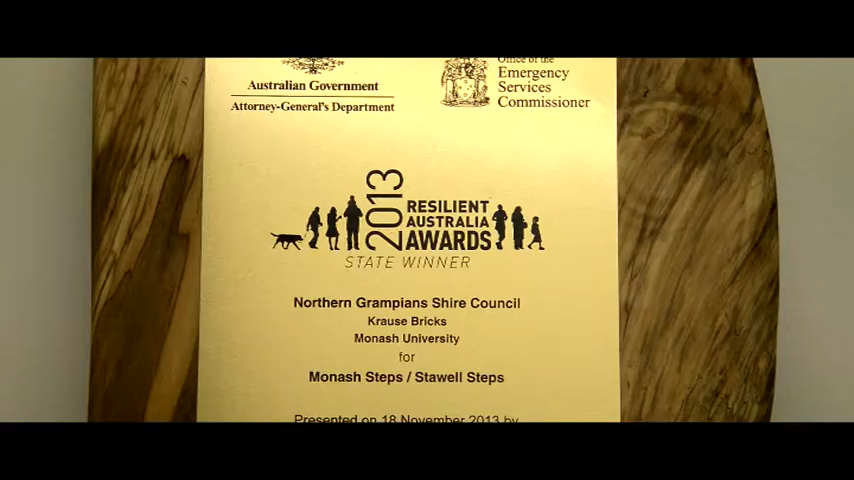 Australian Government
Attorney-General's Department
Office of the
Emergency
Services
Commissioner
2013
RESILIENT
AUSTRALIA
AWARDS
STATE WINNER
Northern Grampians Shire Council
Krause Bricks
Monash University
for
Monash Steps / Stawell Steps
Presented on 18 November 2013 by